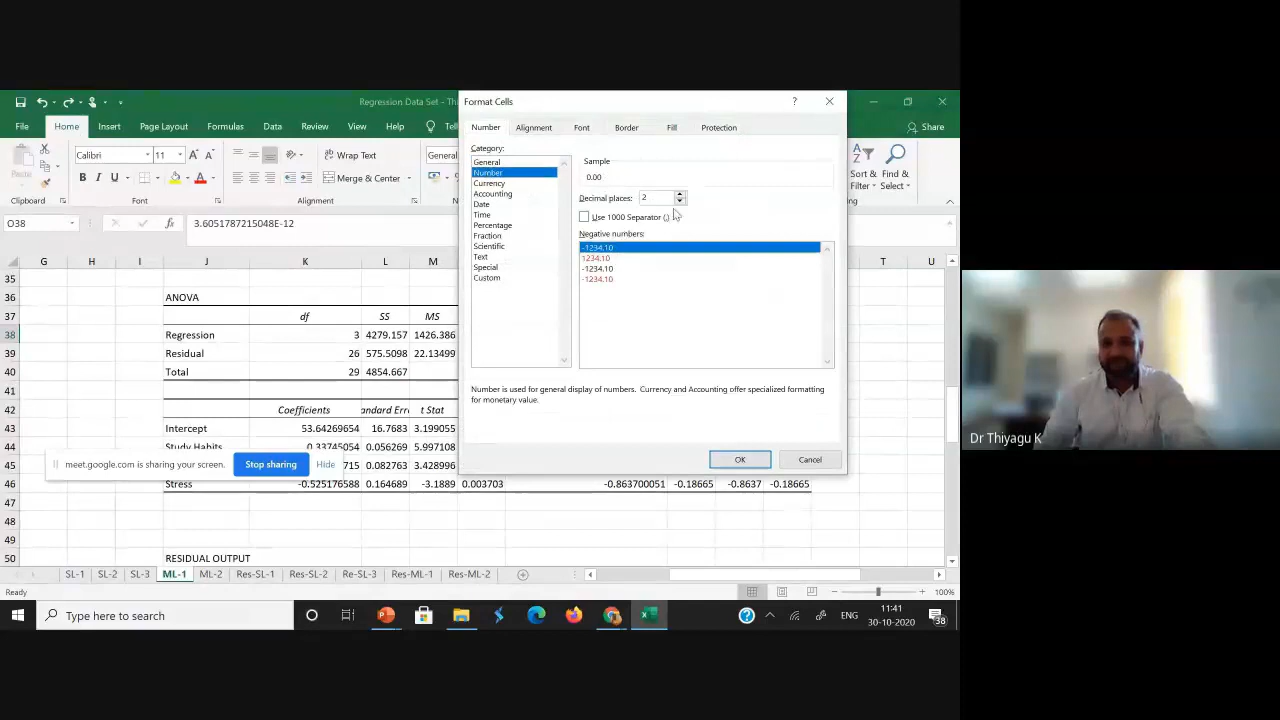 Regression Data Set - Th
Format Cells
?
File Home Insert Page Layout Formulas Data Review View Help Tell
Share
Number Alignment Font Border Fill Protection
Category:
General
Number
Currency
Accounting
Date
Time
Percentage
Fraction
Scientific
Text
Special
Custom
Sample
0.00
Decimal places: 2
Use 1000 Separator (,)
Negative numbers:
-1234.10
1234.10
-1234.10
-1234.10
Number is used for general display of numbers. Currency and Accounting offer specialized formatting
for monetary value.
OK Cancel
Paste
Calibri 11
B I U
Wrap Text
Merge & Center
General
Sort &
Filter
Find &
Select
Clipboard Font Alignment
Editing
O38 fx 3.6051787215048E-12
G H I J K L M T U
35
36 ANOVA
37 df SS MS
38 Regression 3 4279.157 1426.386
39 Residual 26 575.5098 22.13499
40 Total 29 4854.667
41
42 Coefficients andard Erro t Stat
43 Intercept 53.64269654 16.7683 3.199055
44 Study Habits 0.33745054 0.056269 5.997108
45 715 0.082763 3.428996
46 Stress -0.525176588 0.164689 -3.1889 0.003703 -0.863700051 -0.18665 -0.8637 -0.18665
47
48
49
50 RESIDUAL OUTPUT
meet.google.com is sharing your screen. Stop sharing Hide
SL-1 SL-2 SL-3 ML-1 ML-2 Res-SL-1 Res-SL-2 Re-SL-3 Res-ML-1 Res-ML-2
Ready
100%
Type here to search
ENG
11:41
30-10-2020
38
Dr Thiyagu K